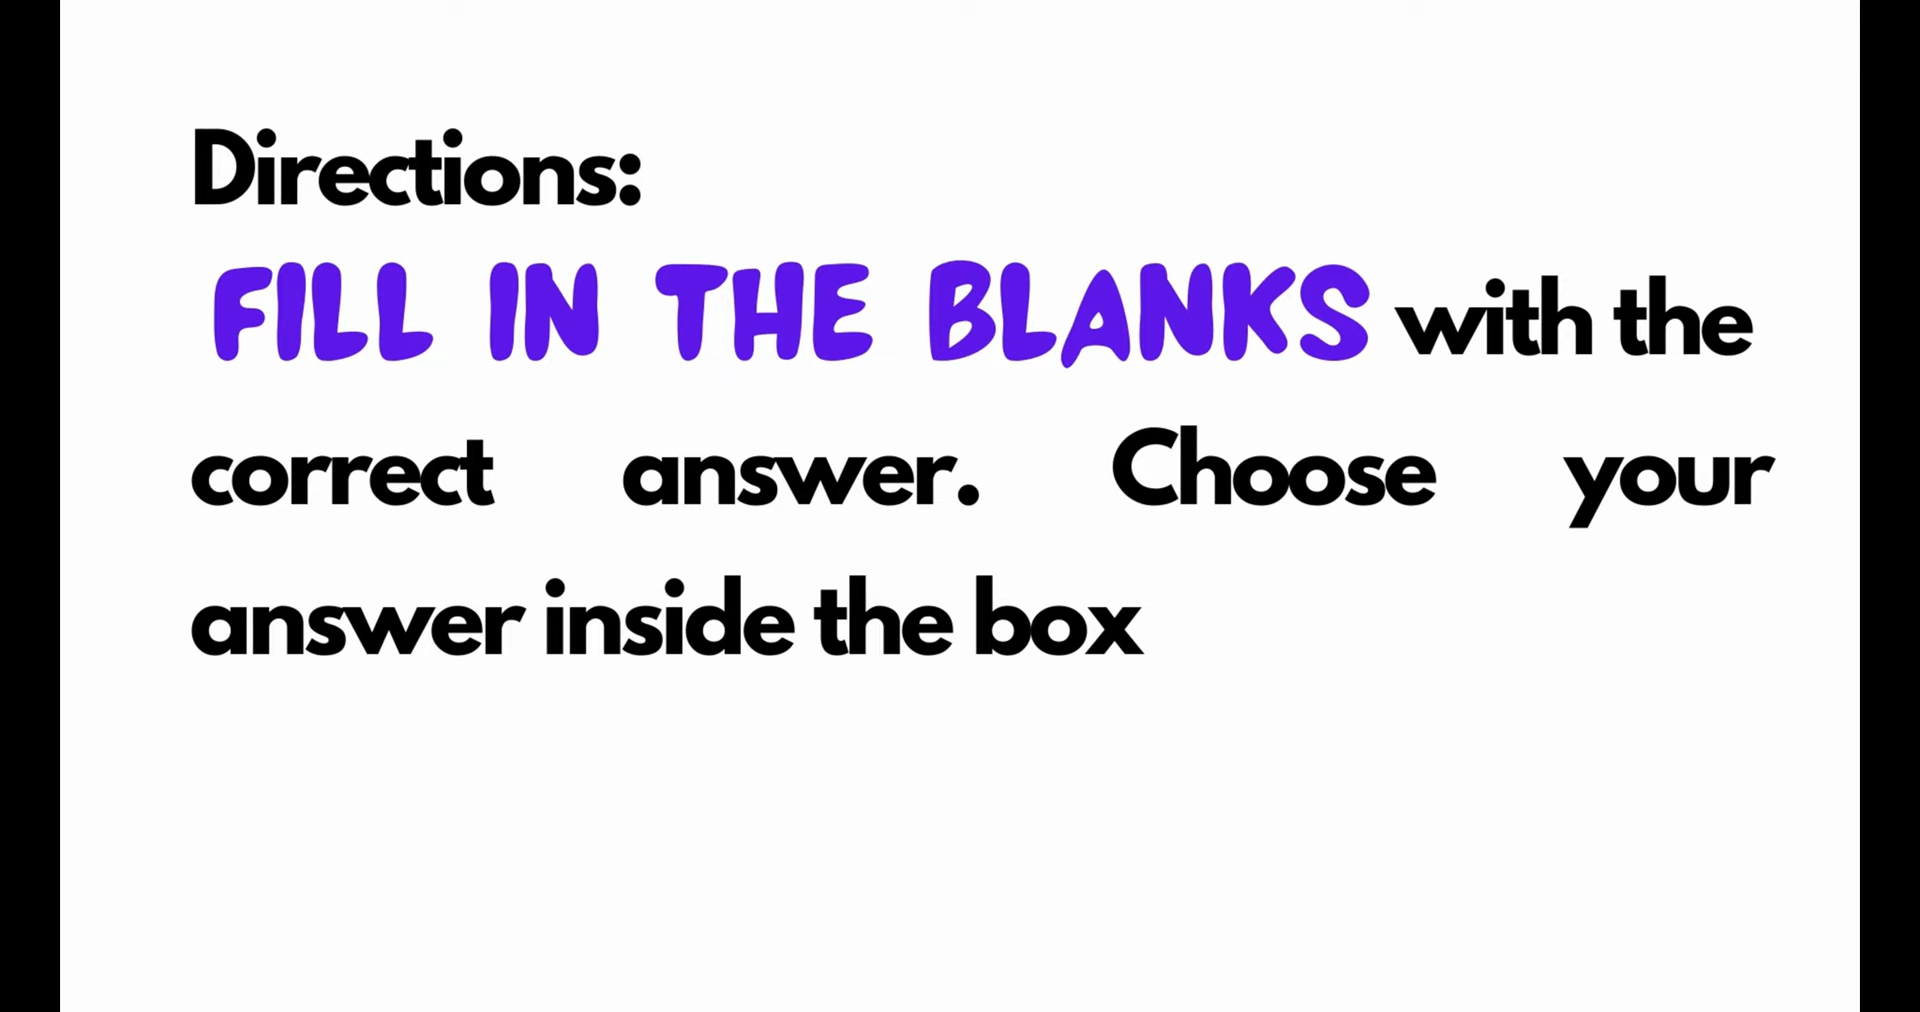 Directions:
FILL IN THE BLANKS with the
correct answer. Choose your
answer inside the box